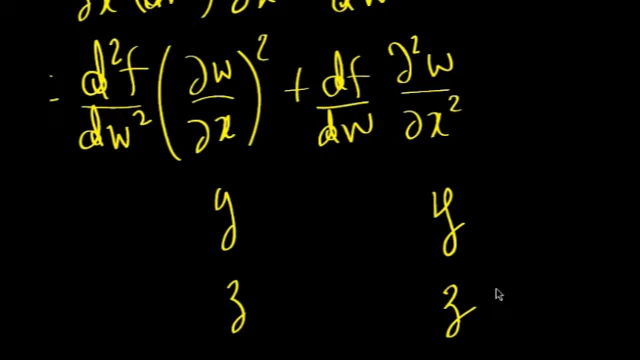 = d²f/dw² (∂w/∂x)² + df/dw ∂²w/∂x²
y y
z z